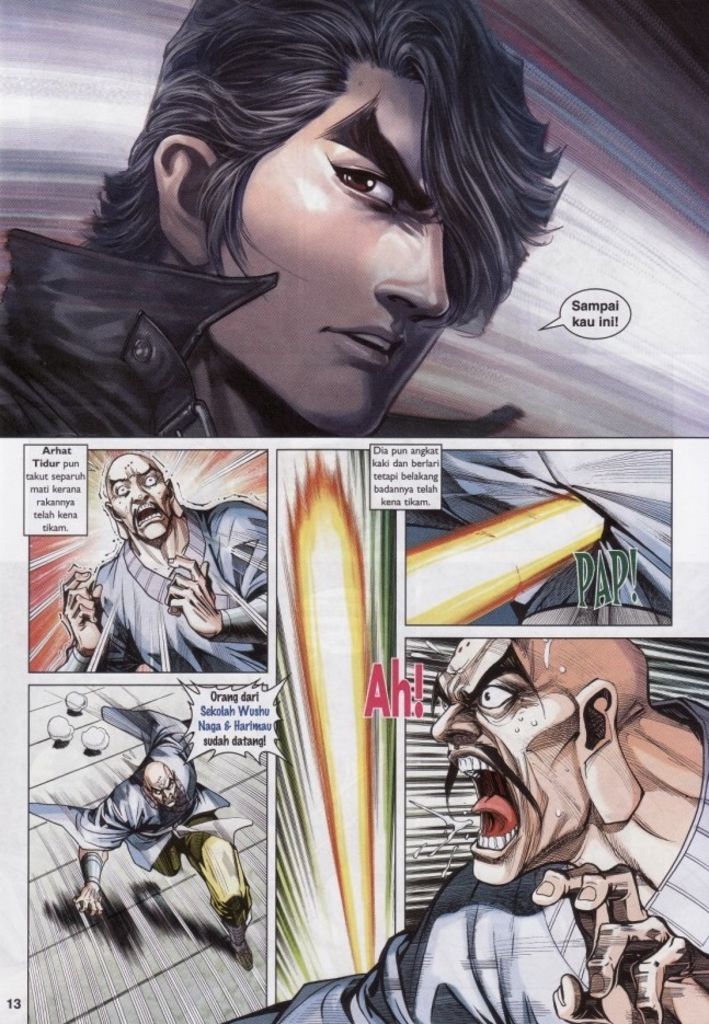 Sampai
kau ini!
Arhat
Tidur pun
takut separuh
mati kerana
rakannya
telah kena
tikam.
Dia pun angkat
kaki dan berlari
tetapi belakang
badannya telah
kena tikam.
PAP!
Orang dari
Sekolah Wushu
Naga & Harimau
sudah datang!
Ah!
13